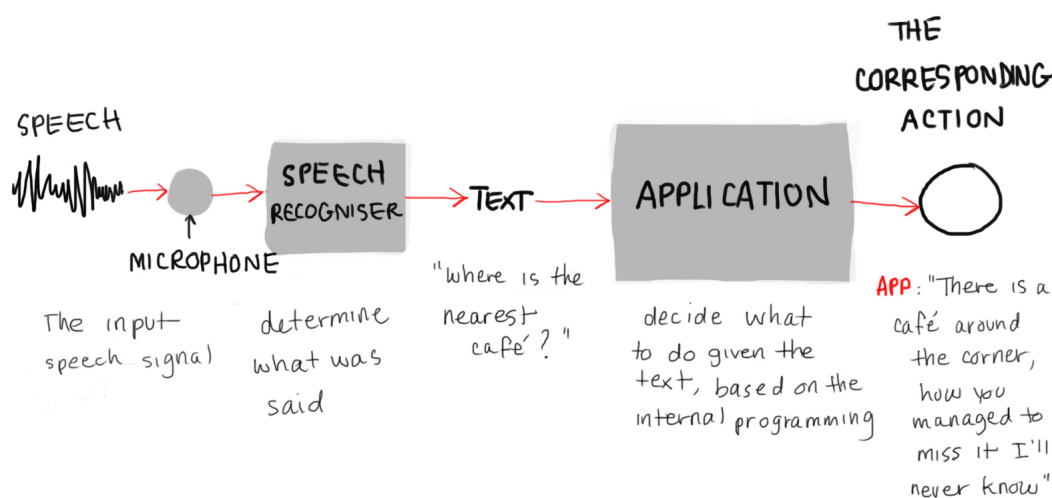 SPEECH
MICROPHONE
The input
speech signal
SPEECH
RECOGNISER
determine
what was
said
TEXT
"where is the
nearest
café?"
APPLICATION
decide what
to do given the
text, based on the
internal programming
THE
CORRESPONDING
ACTION
APP: "There is a
café around
the corner,
how you
managed to
miss it I'll
never know"